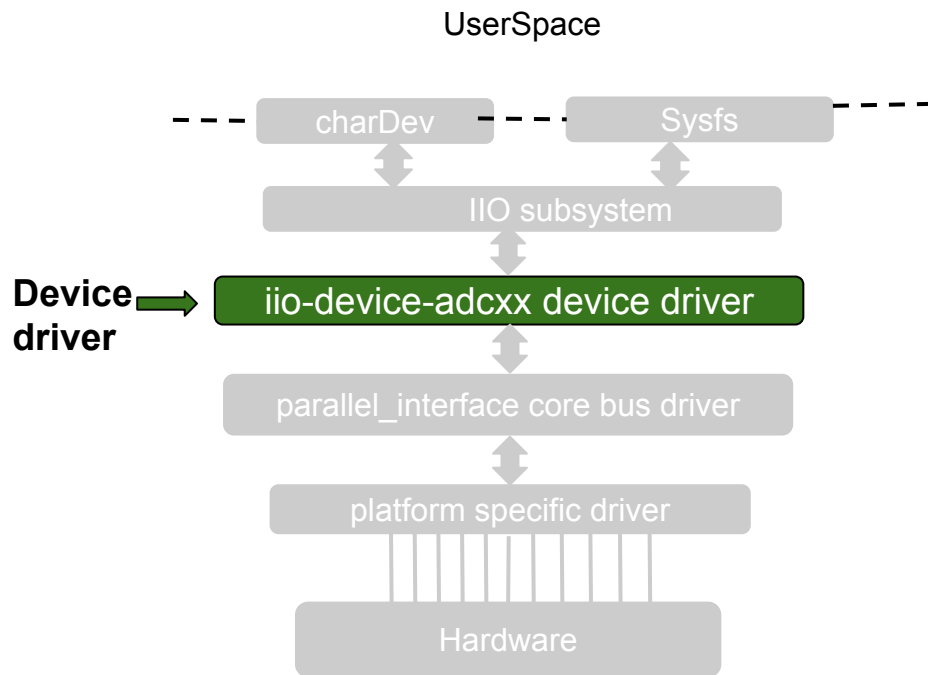 UserSpace
charDev
Sysfs
IIO subsystem
Device
driver
iio-device-adcxx device driver
parallel_interface core bus driver
platform specific driver
Hardware